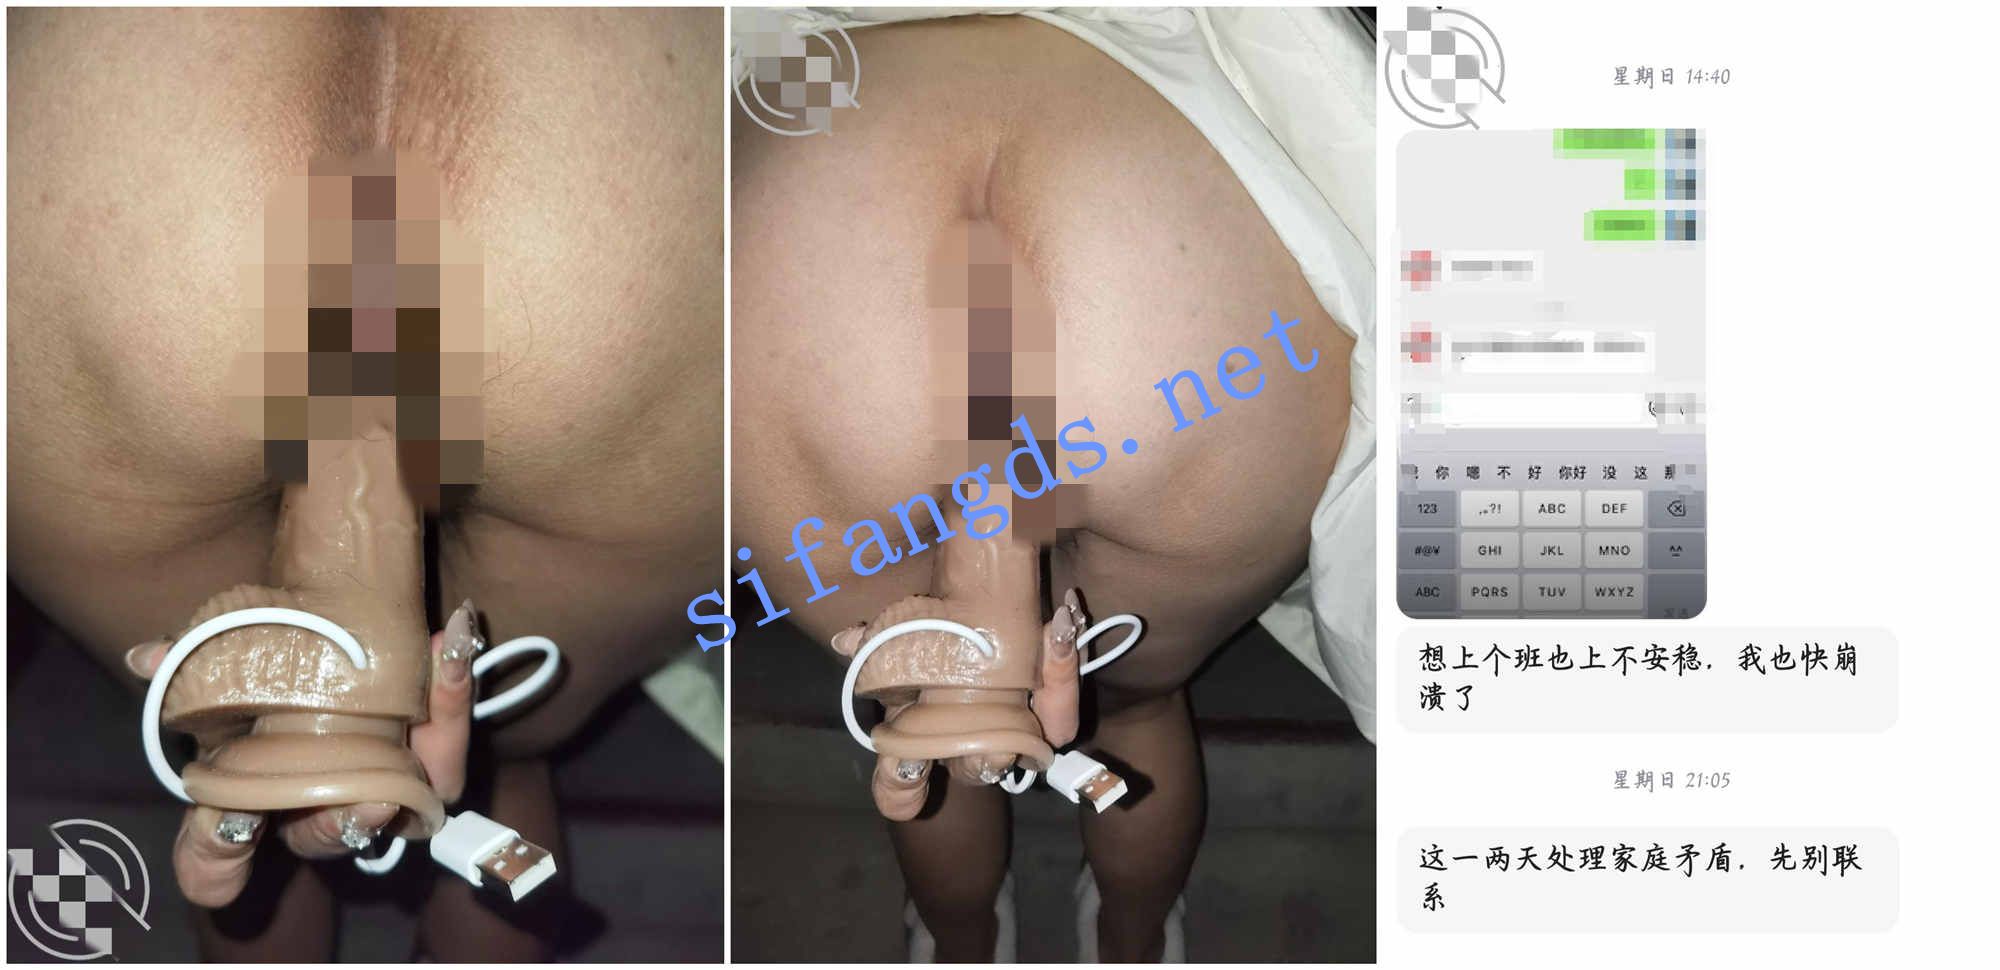 sifangds.net
星期日 14:40
你 嗯 不 好 你好 没 这
123 ,。?! ABC DEF
#@¥ GHI JKL MNO ^^
ABC PQRS TUV WXYZ
想上个班也上不安稳，我也快崩
溃了
星期日 21:05
这一两天处理家庭矛盾，先别联
系